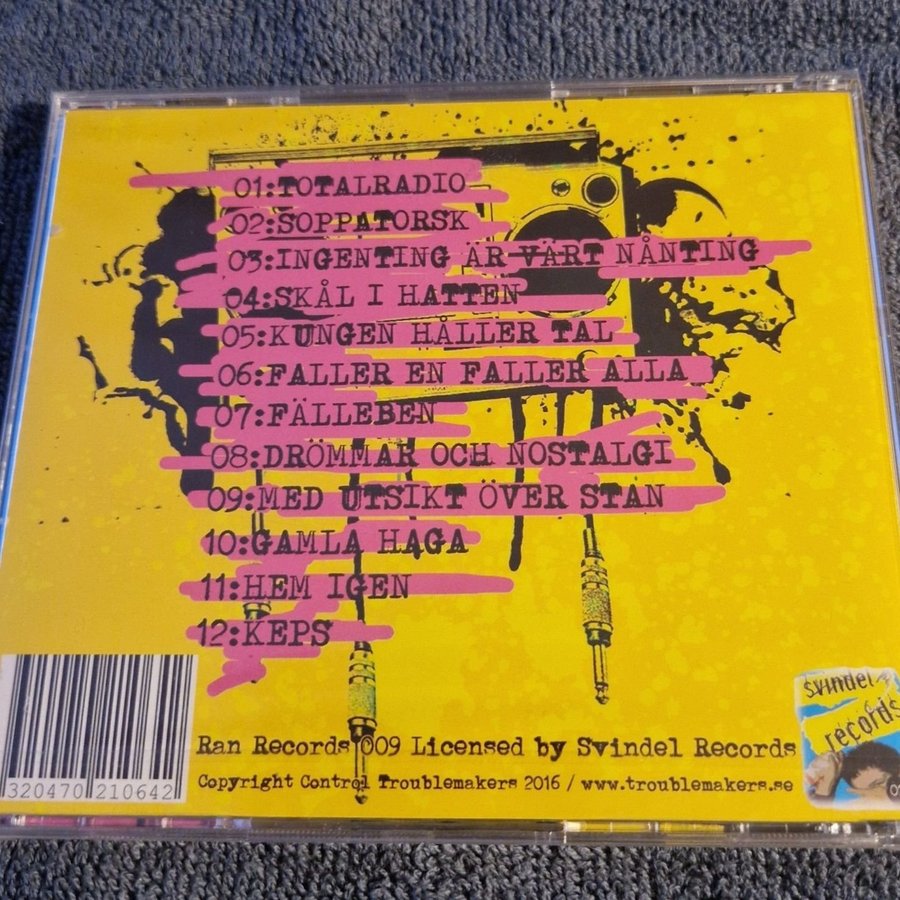 01:TOTALRADIO
02:SOPPATORSK
03:INGENTING ÄR VÄRT NÅNTING
04:SKÅL I HATTEN
05:KUNGEN HÅLLER TAL
06:FALLER EN FALLER ALLA
07:FÄLLEBEN
08:DRÖMMAR OCH NOSTALGI
09:MED UTSIKT ÖVER STAN
10:GAMLA HAGA
11:HEM IGEN
12:KEPS
320470 210642
Ran Records 009 Licensed by Svindel Records
Copyright Control Troublemakers 2016 / www.troublemakers.se
svindel
records